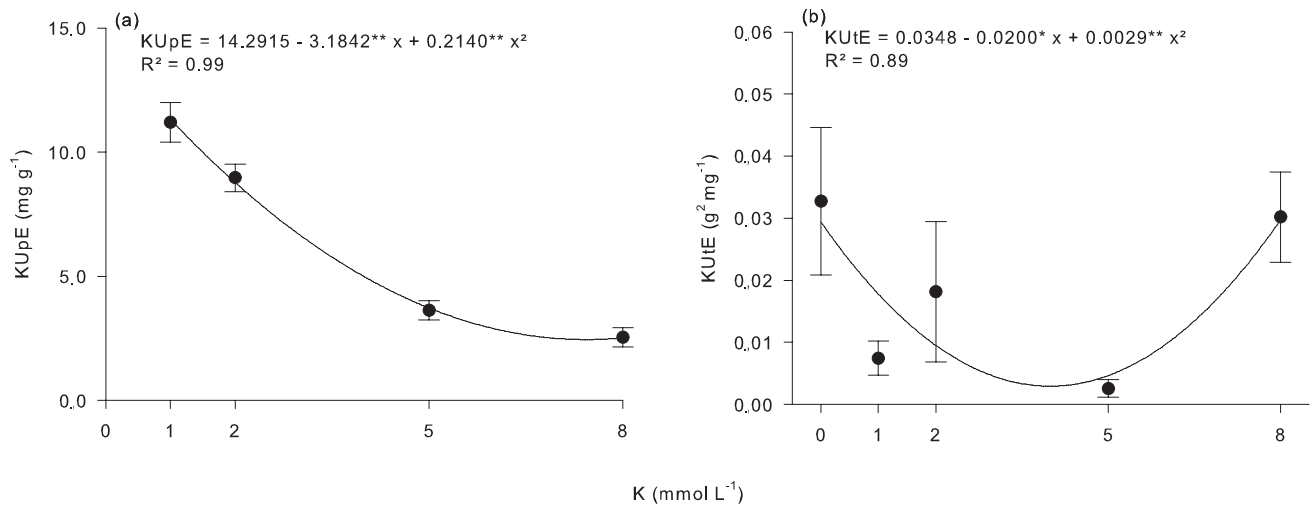 (a)
KUpE = 14.2915 - 3.1842** x + 0.2140** x²
R² = 0.99
15.0
10.0
5.0
0.0
KUpE (mg g⁻¹)
0 1 2 5 8
(b)
KUtE = 0.0348 - 0.0200* x + 0.0029** x²
R² = 0.89
0.06
0.05
0.04
0.03
0.02
0.01
0.00
KUtE (g² mg⁻¹)
0 1 2 5 8
K (mmol L⁻¹)